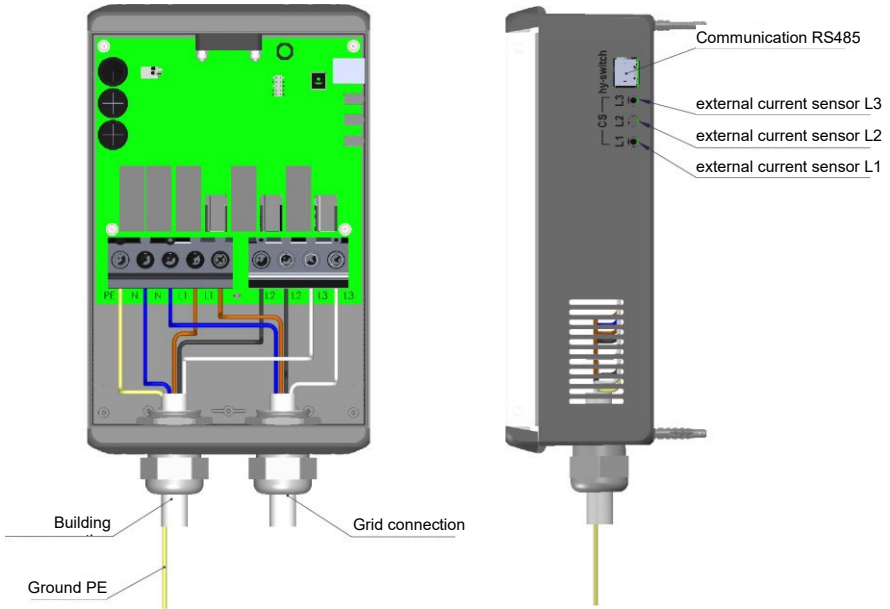 PE N N L1 L1 L2 L2 L3 L3
Building
Grid connection
Ground PE
Communication RS485
hy-switch
CS
L3
L2
L1
external current sensor L3
external current sensor L2
external current sensor L1